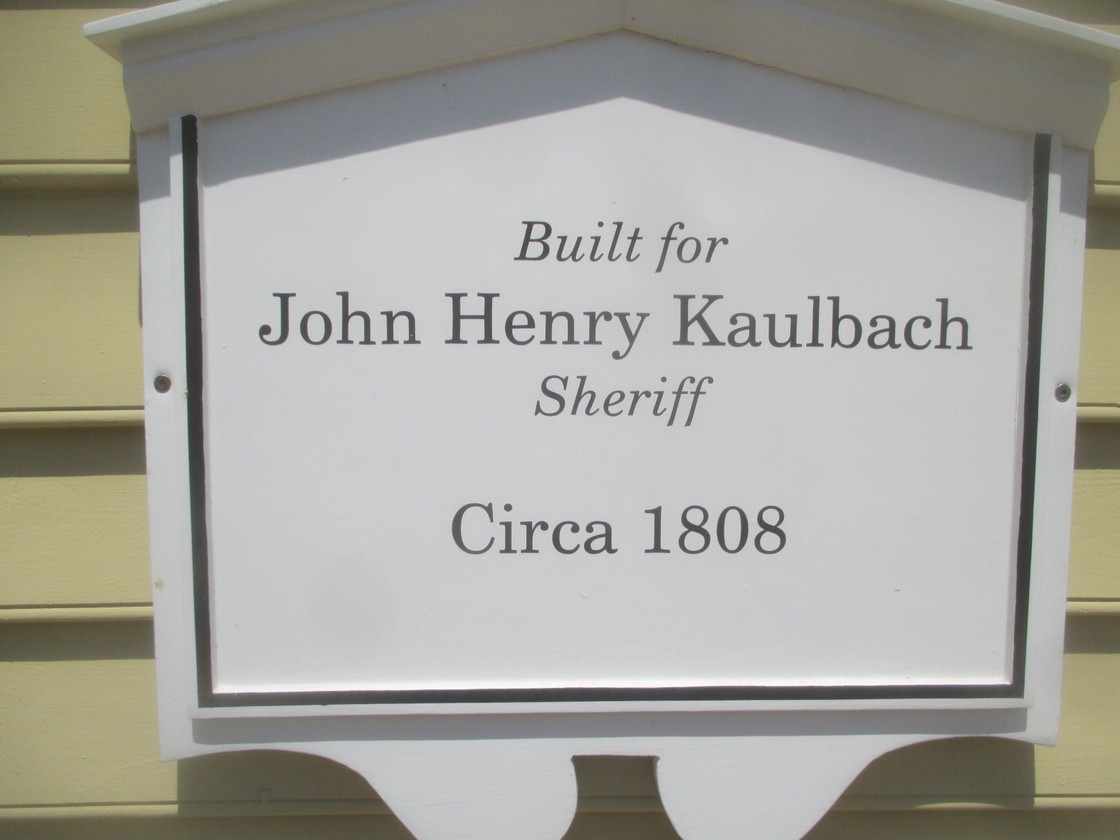 Built for
John Henry Kaulbach
Sheriff
Circa 1808